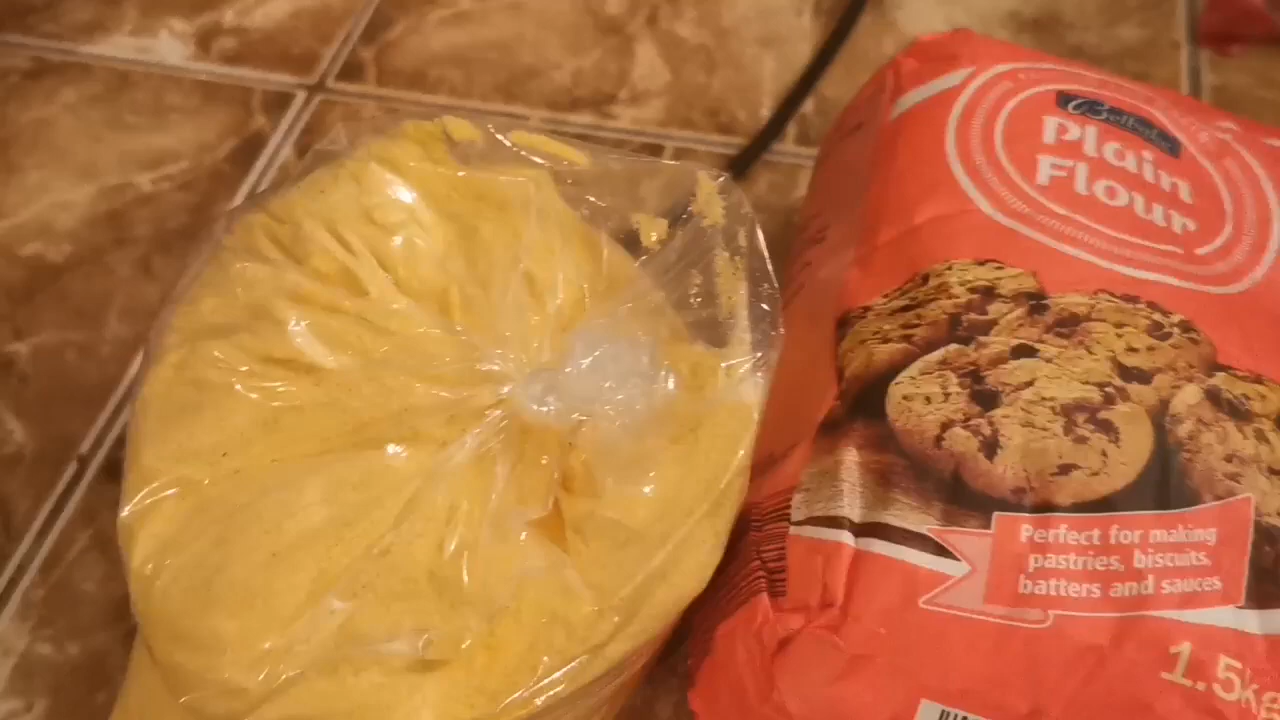 Belbake
Plain
Flour
Perfect for making
pastries, biscuits,
batters and sauces
1.5kg